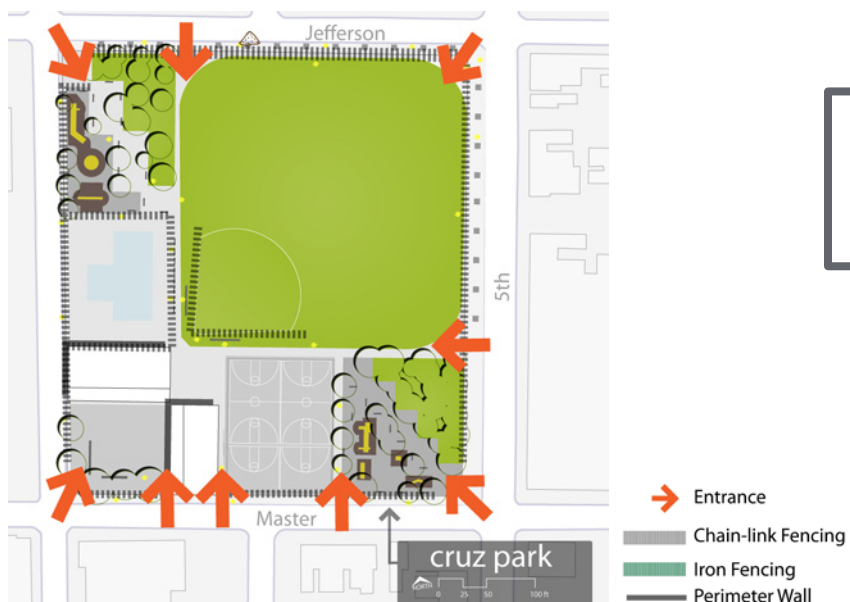 Jefferson
5th
Master
cruz park
NORTH
0 25 50 100 ft
Entrance
Chain-link Fencing
Iron Fencing
Perimeter Wall